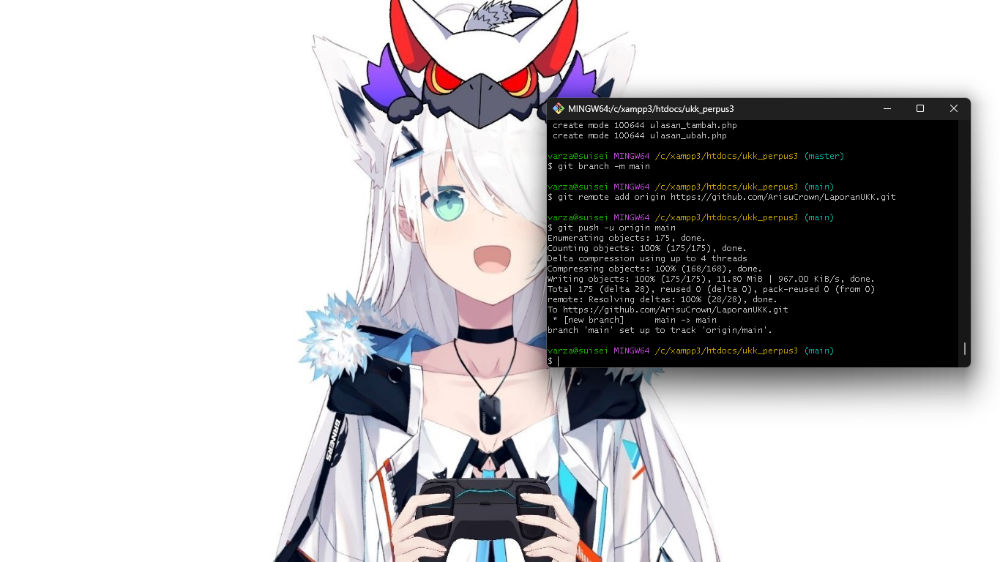 MINGW64:/c/xampp3/htdocs/ukk_perpus3
create mode 100644 ulasan_tambah.php
create mode 100644 ulasan_ubah.php
varza@suisei MINGW64 /c/xampp3/htdocs/ukk_perpus3 (master)
$ git branch -m main
varza@suisei MINGW64 /c/xampp3/htdocs/ukk_perpus3 (main)
$ git remote add origin https://github.com/ArisuCrown/LaporanUKK.git
varza@suisei MINGW64 /c/xampp3/htdocs/ukk_perpus3 (main)
$ git push -u origin main
Enumerating objects: 175, done.
Counting objects: 100% (175/175), done.
Delta compression using up to 4 threads
Compressing objects: 100% (168/168), done.
Writing objects: 100% (175/175), 11.80 MiB | 967.00 KiB/s, done.
Total 175 (delta 28), reused 0 (delta 0), pack-reused 0 (from 0)
remote: Resolving deltas: 100% (28/28), done.
To https://github.com/ArisuCrown/LaporanUKK.git
 * [new branch]      main -> main
branch 'main' set up to track 'origin/main'.
varza@suisei MINGW64 /c/xampp3/htdocs/ukk_perpus3 (main)
$